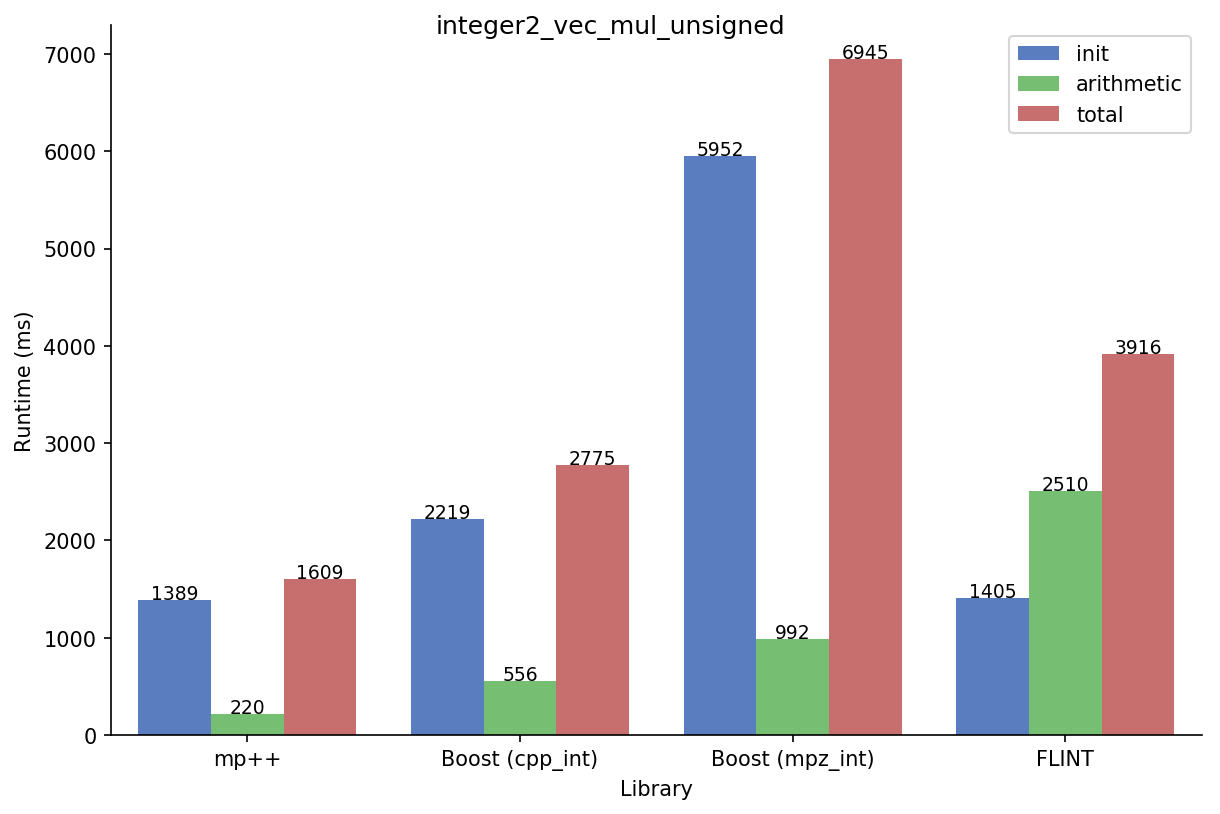 integer2_vec_mul_unsigned
init
arithmetic
total
Runtime (ms)
7000
6000
5000
4000
3000
2000
1000
0
1389
220
1609
2219
556
2775
5952
992
6945
1405
2510
3916
mp++
Boost (cpp_int)
Boost (mpz_int)
FLINT
Library